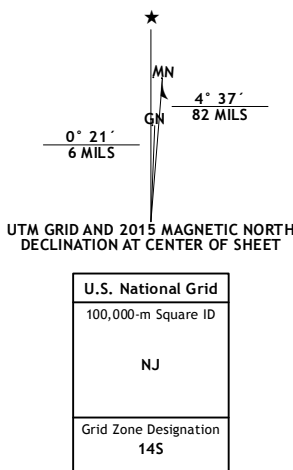 ★
MN
GN
4° 37´
82 MILS
0° 21´
6 MILS
UTM GRID AND 2015 MAGNETIC NORTH
DECLINATION AT CENTER OF SHEET
U.S. National Grid
100,000-m Square ID
NJ
Grid Zone Designation
14S